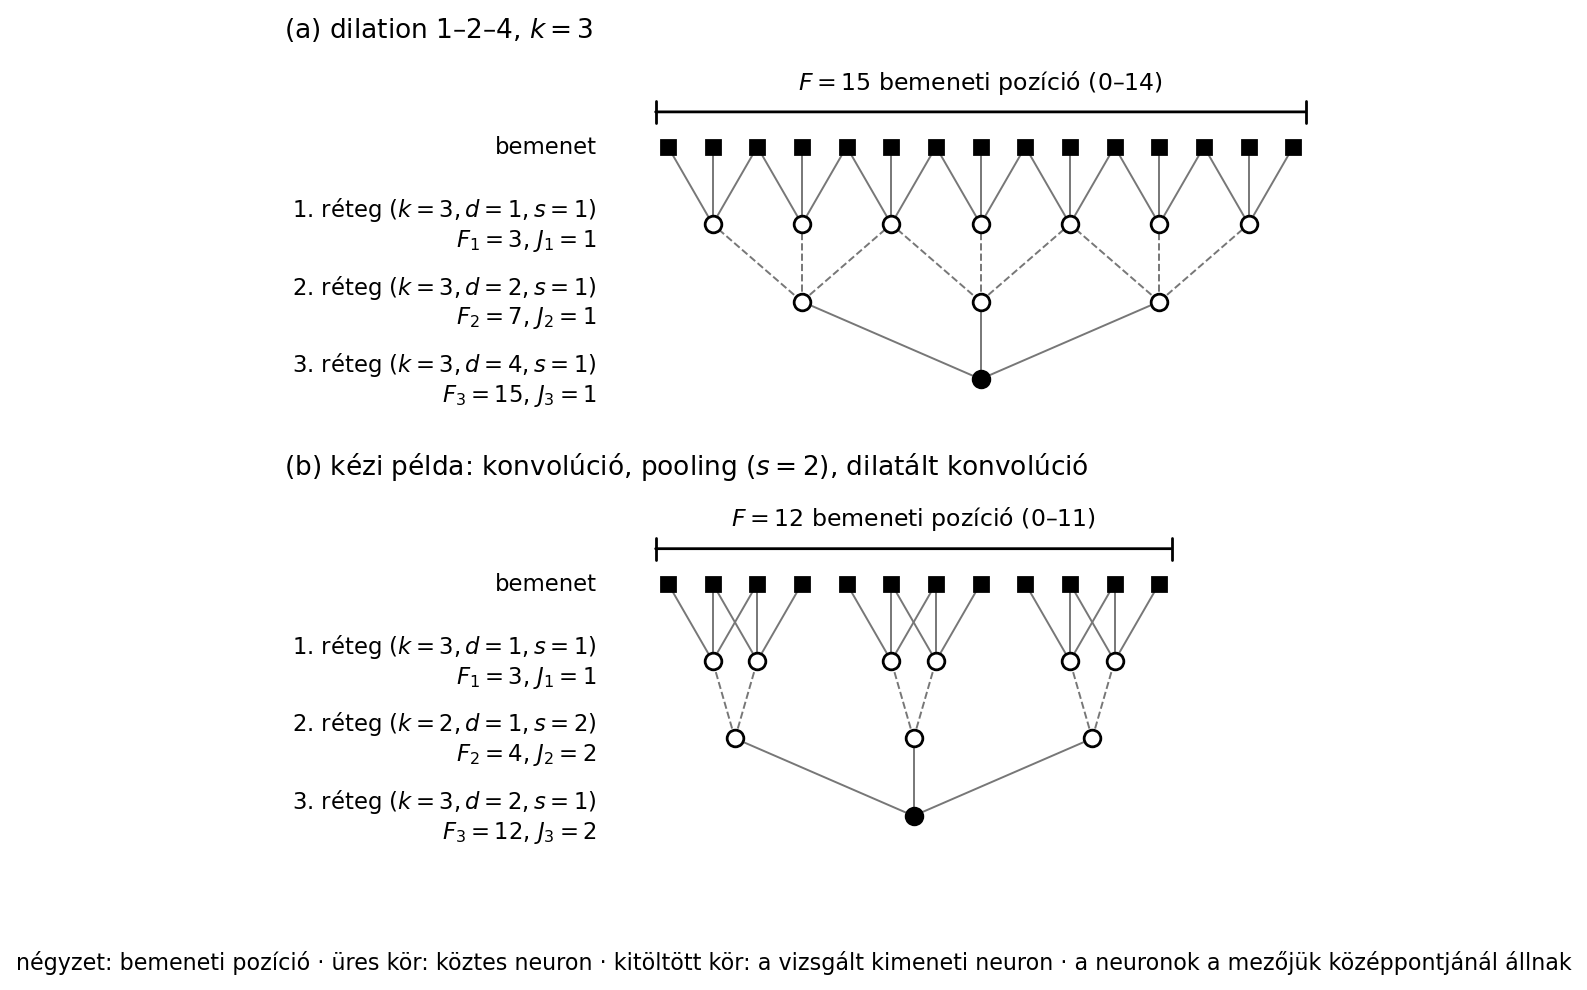 (a) dilation 1–2–4, k = 3
F = 15 bemeneti pozíció (0–14)
bemenet
1. réteg (k = 3, d = 1, s = 1)
F₁ = 3, J₁ = 1
2. réteg (k = 3, d = 2, s = 1)
F₂ = 7, J₂ = 1
3. réteg (k = 3, d = 4, s = 1)
F₃ = 15, J₃ = 1
(b) kézi példa: konvolúció, pooling (s = 2), dilatált konvolúció
F = 12 bemeneti pozíció (0–11)
bemenet
1. réteg (k = 3, d = 1, s = 1)
F₁ = 3, J₁ = 1
2. réteg (k = 2, d = 1, s = 2)
F₂ = 4, J₂ = 2
3. réteg (k = 3, d = 2, s = 1)
F₃ = 12, J₃ = 2
négyzet: bemeneti pozíció · üres kör: köztes neuron · kitöltött kör: a vizsgált kimeneti neuron · a neuronok a mezőjük középpontjánál állnak